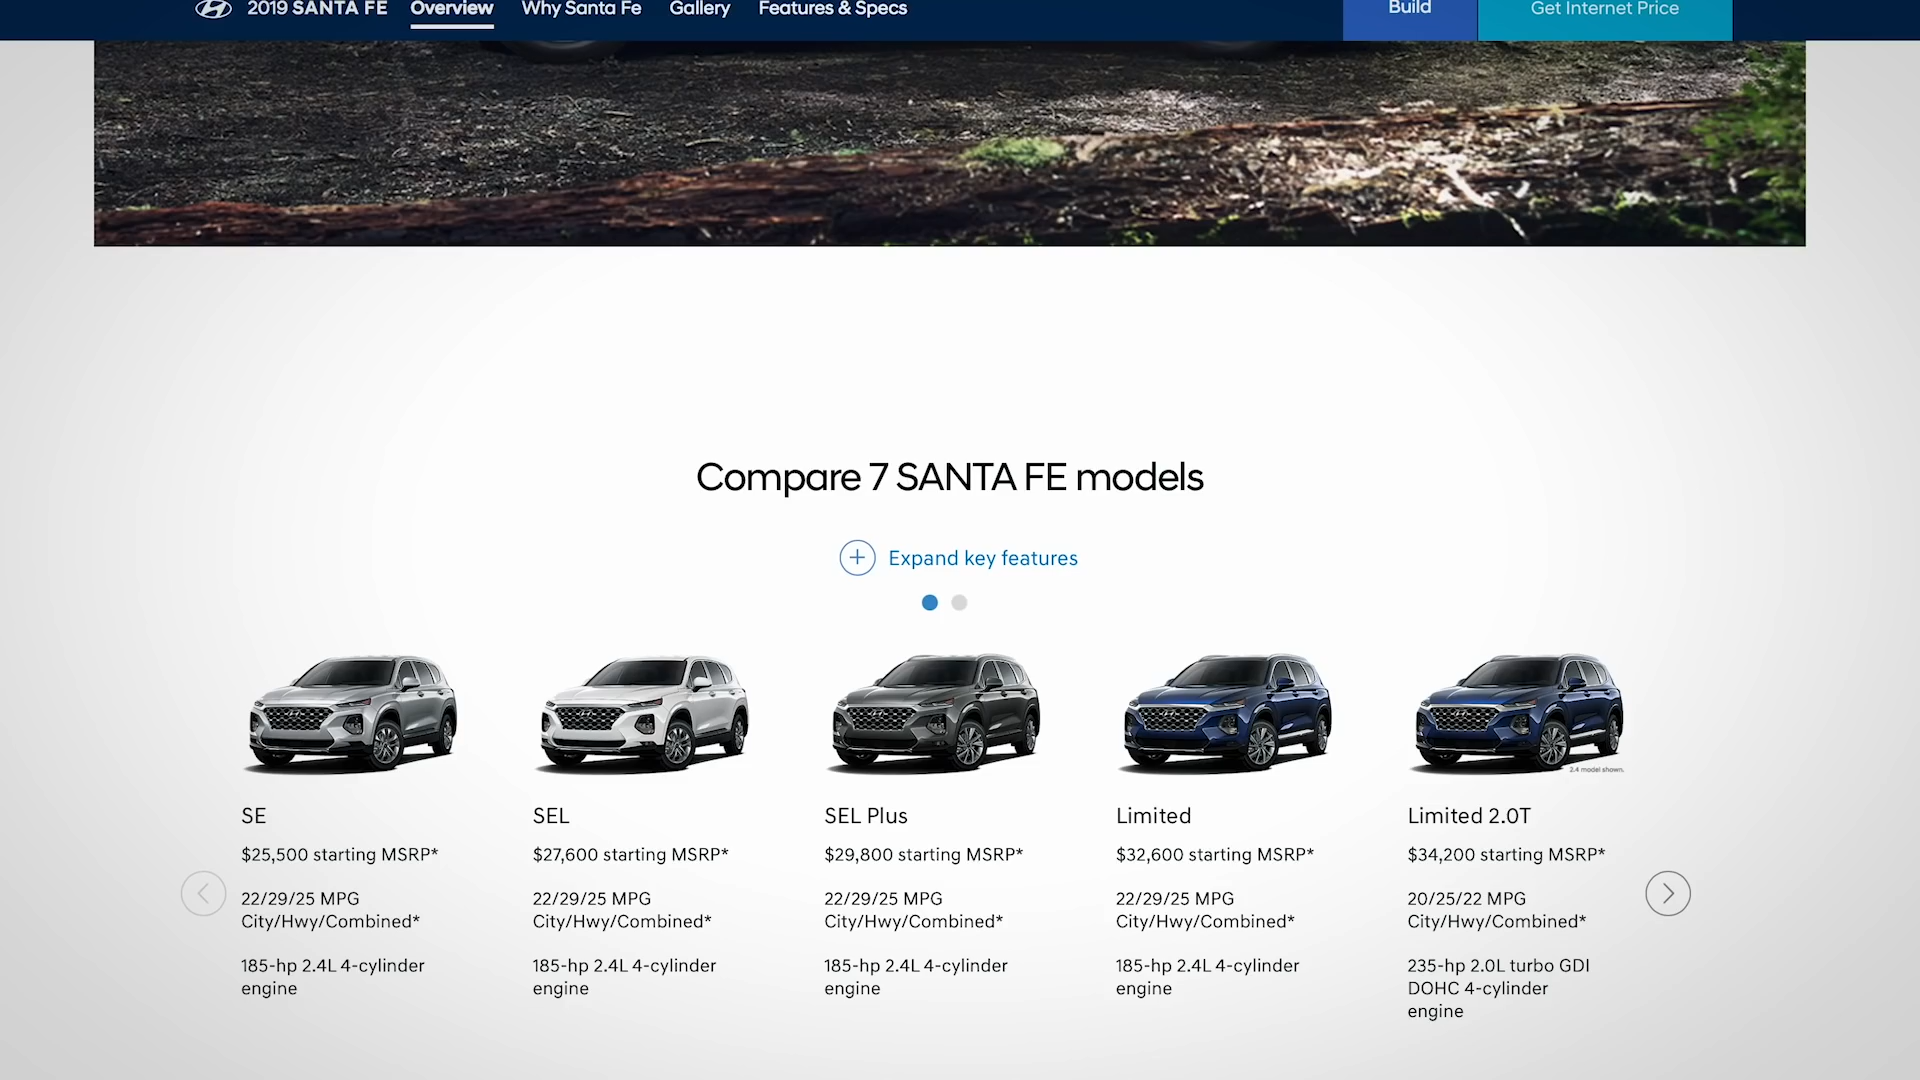 2019 SANTA FE Overview Why Santa Fe Gallery Features & Specs Build Get Internet Price
Compare 7 SANTA FE models
Expand key features
2.4 model shown.
SE
$25,500 starting MSRP*
22/29/25 MPG
City/Hwy/Combined*
185-hp 2.4L 4-cylinder
engine
SEL
$27,600 starting MSRP*
22/29/25 MPG
City/Hwy/Combined*
185-hp 2.4L 4-cylinder
engine
SEL Plus
$29,800 starting MSRP*
22/29/25 MPG
City/Hwy/Combined*
185-hp 2.4L 4-cylinder
engine
Limited
$32,600 starting MSRP*
22/29/25 MPG
City/Hwy/Combined*
185-hp 2.4L 4-cylinder
engine
Limited 2.0T
$34,200 starting MSRP*
20/25/22 MPG
City/Hwy/Combined*
235-hp 2.0L turbo GDI
DOHC 4-cylinder
engine